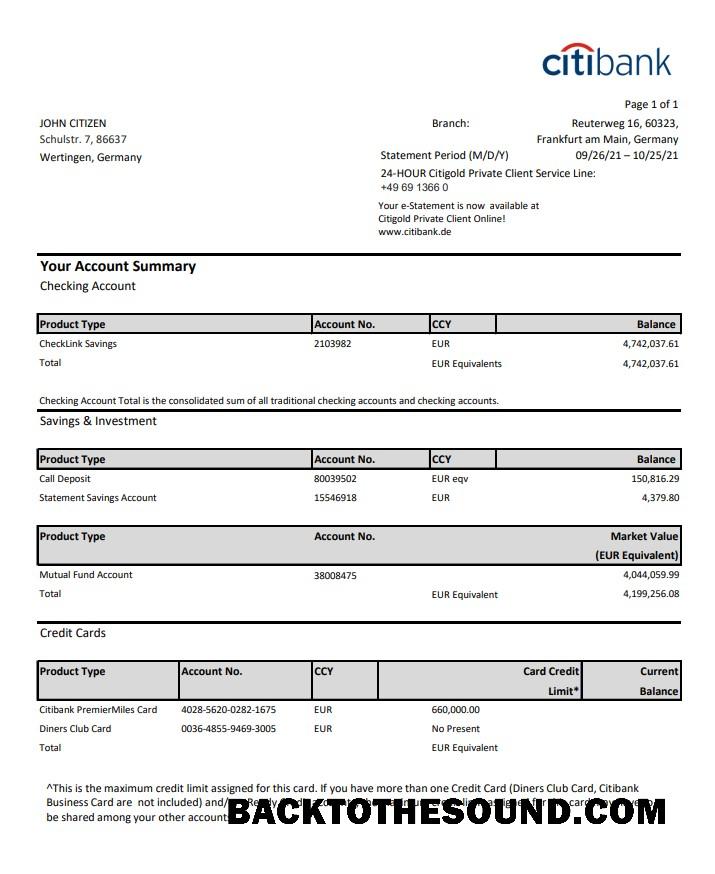 citibank
Page 1 of 1
JOHN CITIZEN
Schulstr. 7, 86637
Wertingen, Germany
Branch: Reuterweg 16, 60323,
Frankfurt am Main, Germany
Statement Period (M/D/Y) 09/26/21 – 10/25/21
24-HOUR Citigold Private Client Service Line:
+49 69 1366 0
Your e-Statement is now available at
Citigold Private Client Online!
www.citibank.de
Your Account Summary
Checking Account
Product Type Account No. CCY Balance
CheckLink Savings 2103982 EUR 4,742,037.61
Total EUR Equivalents 4,742,037.61
Checking Account Total is the consolidated sum of all traditional checking accounts and checking accounts.
Savings & Investment
Product Type Account No. CCY Balance
Call Deposit 80039502 EUR eqv 150,816.29
Statement Savings Account 15546918 EUR 4,379.80
Product Type Account No. Market Value
(EUR Equivalent)
Mutual Fund Account 38008475 4,044,059.99
Total EUR Equivalent 4,199,256.08
Credit Cards
Product Type Account No. CCY Card Credit Current
Limit* Balance
Citibank PremierMiles Card 4028-5620-0282-1675 EUR 660,000.00
Diners Club Card 0036-4855-9469-3005 EUR No Present
Total EUR Equivalent
^This is the maximum credit limit assigned for this card. If you have more than one Credit Card (Diners Club Card, Citibank
Business Card are not included) and/
be shared among your other accounts
BACKTOTHESOUND.COM